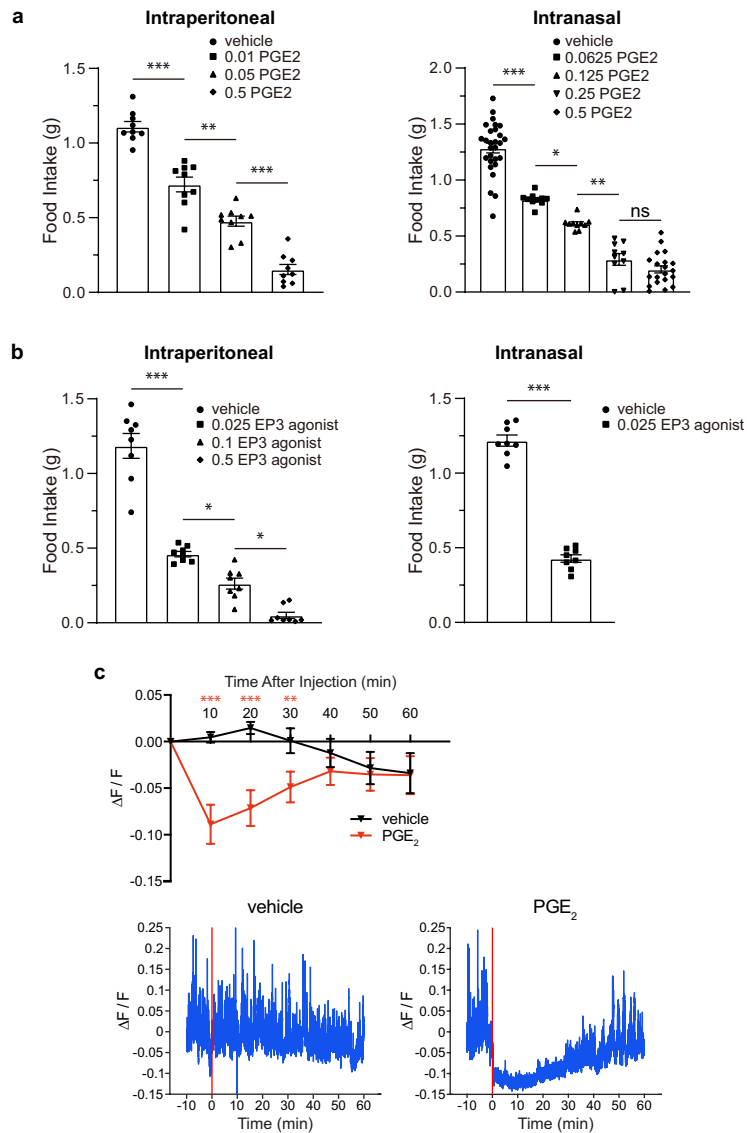 a
Intraperitoneal
vehicle
0.01 PGE2
0.05 PGE2
0.5 PGE2
***
**
***
Food Intake (g)
1.5
1.0
0.5
0.0
Intranasal
vehicle
0.0625 PGE2
0.125 PGE2
0.25 PGE2
0.5 PGE2
***
*
**
ns
Food Intake (g)
2.0
1.5
1.0
0.5
0.0
b
Intraperitoneal
vehicle
0.025 EP3 agonist
0.1 EP3 agonist
0.5 EP3 agonist
***
*
*
Food Intake (g)
1.5
1.0
0.5
0.0
Intranasal
vehicle
0.025 EP3 agonist
***
Food Intake (g)
1.5
1.0
0.5
0.0
c
Time After Injection (min)
*** *** **
10 20 30 40 50 60
0.05
0.00
-0.05
-0.10
-0.15
ΔF / F
vehicle
PGE₂
vehicle
0.25
0.2
0.15
0.1
0.05
0
-0.05
-0.1
-0.15
ΔF / F
-10 0 10 20 30 40 50 60
Time (min)
PGE₂
0.25
0.2
0.15
0.1
0.05
0
-0.05
-0.1
-0.15
ΔF / F
-10 0 10 20 30 40 50 60
Time (min)